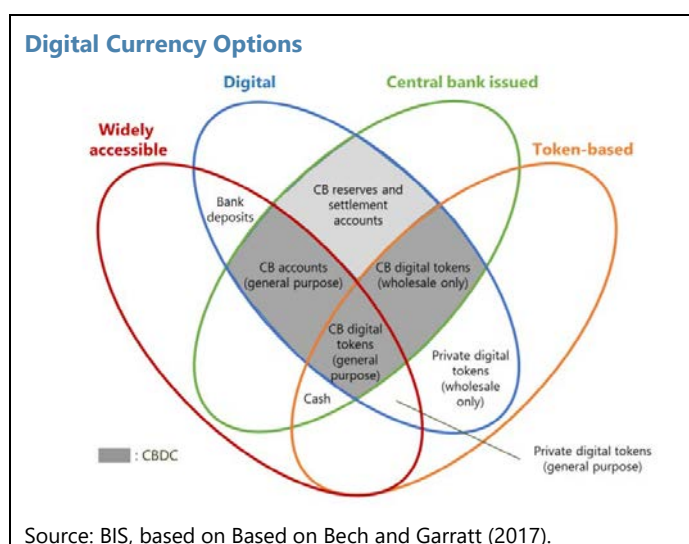 Digital Currency Options
Digital
Central bank issued
Widely
accessible
Token-based
Bank
deposits
CB reserves and
settlement
accounts
CB accounts
(general purpose)
CB digital tokens
(wholesale only)
CB digital
tokens
(general
purpose)
Private digital
tokens
(wholesale
only)
Cash
Private digital tokens
(general purpose)
: CBDC
Source: BIS, based on Based on Bech and Garratt (2017).